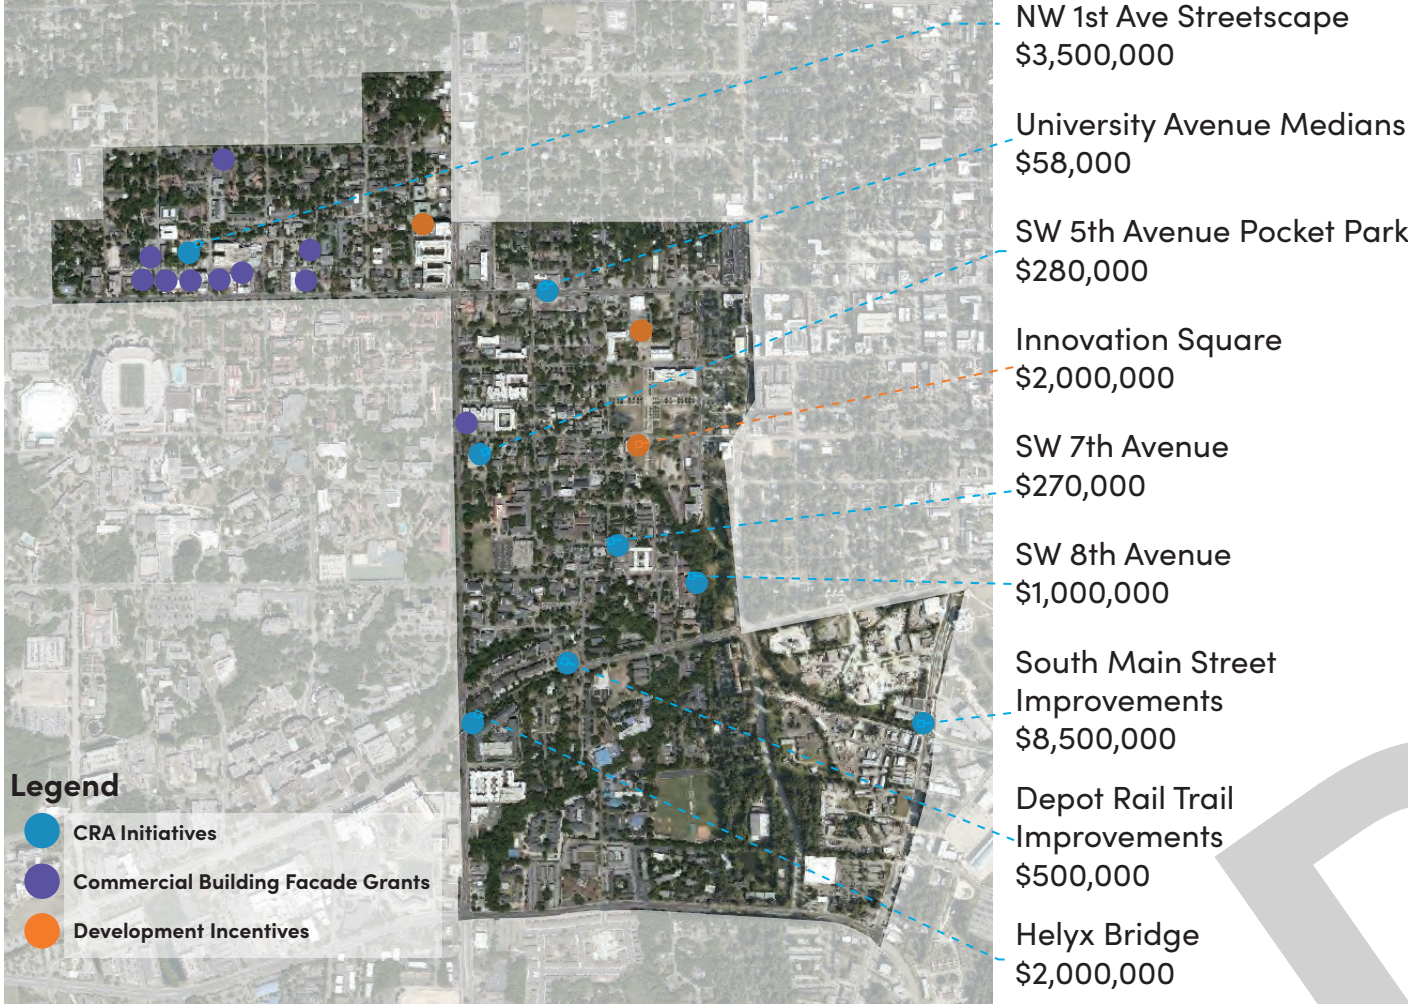 NW 1st Ave Streetscape
$3,500,000
University Avenue Medians
$58,000
SW 5th Avenue Pocket Park
$280,000
Innovation Square
$2,000,000
SW 7th Avenue
$270,000
SW 8th Avenue
$1,000,000
South Main Street
Improvements
$8,500,000
Depot Rail Trail
Improvements
$500,000
Helyx Bridge
$2,000,000
Legend
CRA Initiatives
Commercial Building Facade Grants
Development Incentives